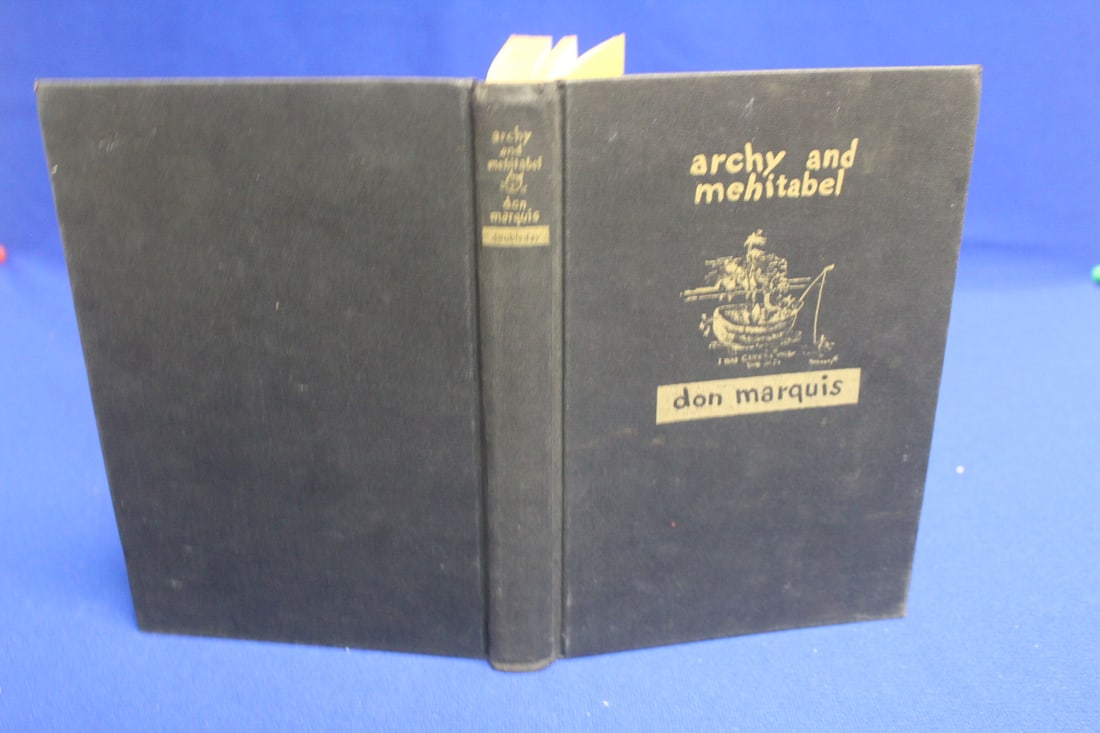 archy
and
mehitabel
don
marquis
doubleday
archy and
mehitabel
don marquis